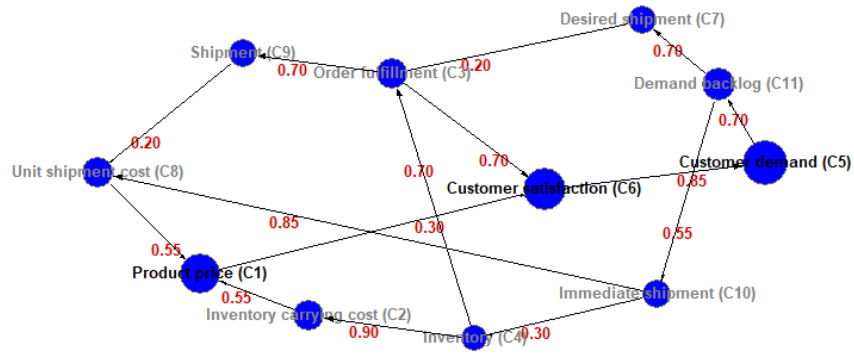 Desired shipment (C7)
Shipment (C9)
0.70
Order fulfillment (C3)
0.20
0.70
Demand backlog (C11)
0.70
0.20
0.70
0.70
Customer demand (C5)
Unit shipment cost (C8)
Customer satisfaction (C6)
0.85
0.85
0.30
0.55
0.55
Product price (C1)
0.55
Immediate shipment (C10)
Inventory carrying cost (C2)
0.90
Inventory (C4)
0.30